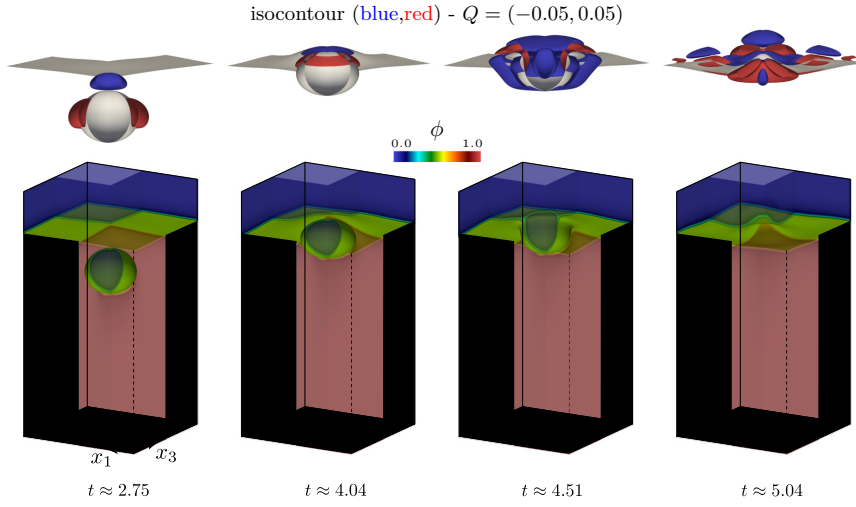 isocontour (blue,red) - Q = (−0.05, 0.05)
ϕ
0.0 1.0
x₁ x₃
t ≈ 2.75 t ≈ 4.04 t ≈ 4.51 t ≈ 5.04